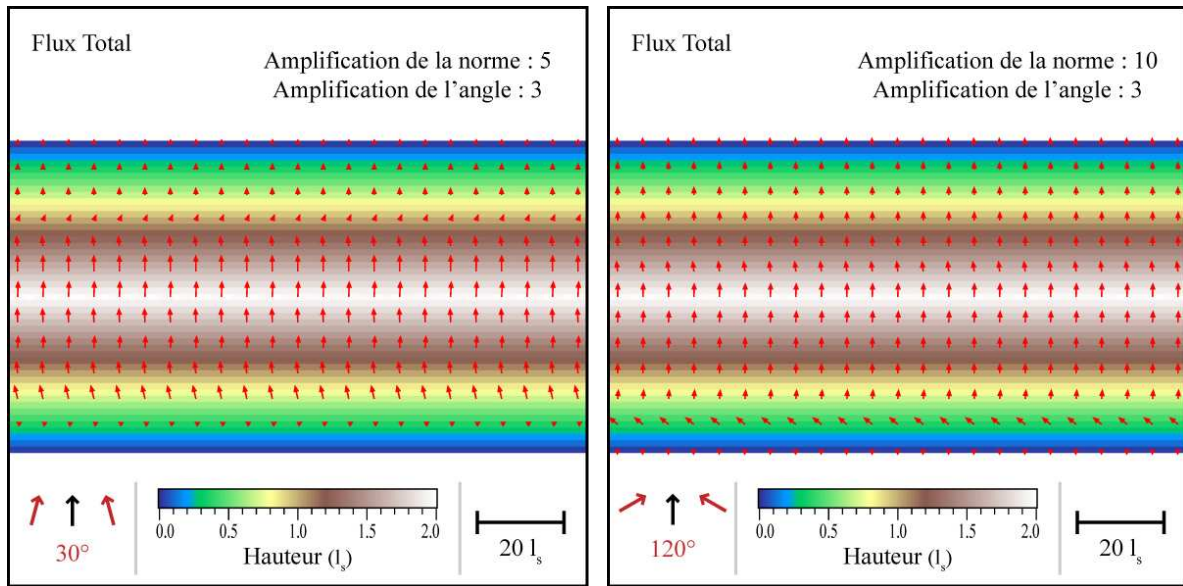 Flux Total
Amplification de la norme : 5
Amplification de l’angle : 3
30°
0.0 0.5 1.0 1.5 2.0
Hauteur (ls)
20 ls
Flux Total
Amplification de la norme : 10
Amplification de l’angle : 3
120°
0.0 0.5 1.0 1.5 2.0
Hauteur (ls)
20 ls